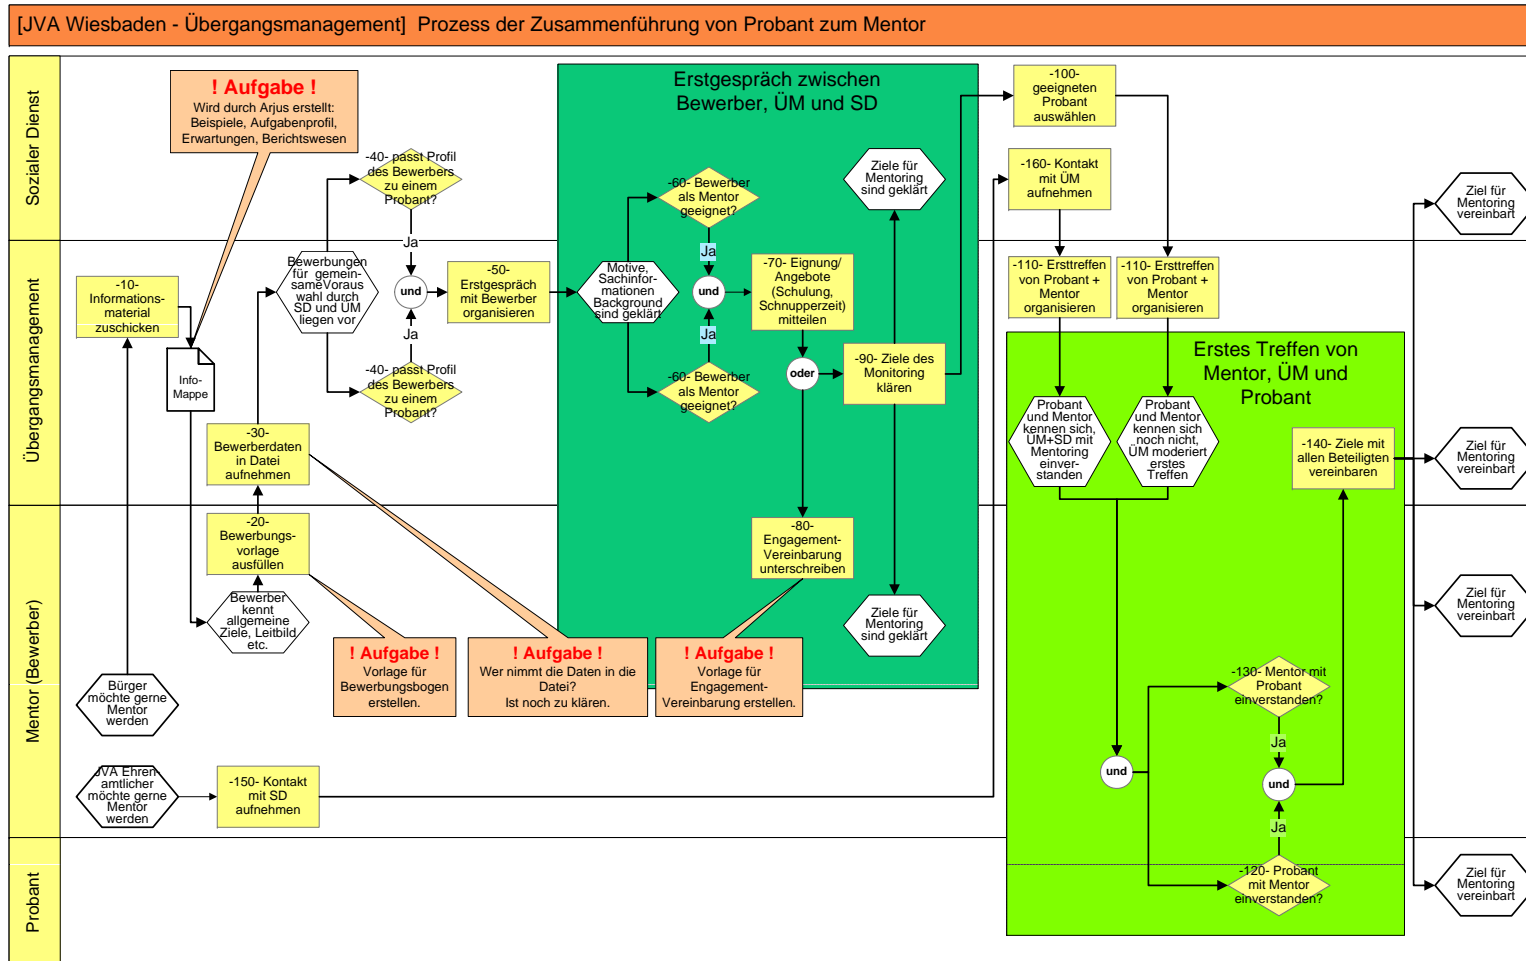 [JVA Wiesbaden - Übergangsmanagement]  Prozess der Zusammenführung von Probant zum Mentor
Sozialer Dienst
! Aufgabe !
Wird durch Arjus erstellt:
Beispiele, Aufgabenprofil,
Erwartungen, Berichtswesen
-40- passt Profil
des Bewerbers
zu einem
Probant?
Ja
Erstgespräch zwischen
Bewerber, ÜM und SD
-60- Bewerber
als Mentor
geeignet?
Ja
Ziele für
Mentoring
sind geklärt
-100-
geeigneten
Probant
auswählen
-160- Kontakt
mit ÜM
aufnehmen
Ziel für
Mentoring
vereinbart
Übergangsmanagement
-10-
Informations-
material
zuschicken
Info-
Mappe
Bewerbungen
für gemein-
sameVoraus
wahl durch
SD und ÜM
liegen vor
und
Ja
-40- passt Profil
des Bewerbers
zu einem
Probant?
-50-
Erstgespräch
mit Bewerber
organisieren
Motive,
Sachinfor-
mationen
Background
sind geklärt
und
Ja
-60- Bewerber
als Mentor
geeignet?
-70- Eignung/
Angebote
(Schulung,
Schnupperzeit)
mitteilen
oder
-90- Ziele des
Monitoring
klären
-110- Ersttreffen
von Probant +
Mentor
organisieren
-110- Ersttreffen
von Probant +
Mentor
organisieren
Erstes Treffen von
Mentor, ÜM und
Probant
Probant
und Mentor
kennen sich,
ÜM+SD mit
Mentoring
einver-
standen
Probant
und Mentor
kennen sich
noch nicht,
ÜM moderiert
erstes
Treffen
-140- Ziele mit
allen Beteiligten
vereinbaren
Ziel für
Mentoring
vereinbart
-30-
Bewerberdaten
in Datei
aufnehmen
Mentor (Bewerber)
-20-
Bewerbungs-
vorlage
ausfüllen
Bewerber
kennt
allgemeine
Ziele, Leitbild
etc.
-80-
Engagement-
Vereinbarung
unterschreiben
Ziele für
Mentoring
sind geklärt
Ziel für
Mentoring
vereinbart
! Aufgabe !
Vorlage für
Bewerbungsbogen
erstellen.
! Aufgabe !
Wer nimmt die Daten in die
Datei?
Ist noch zu klären.
! Aufgabe !
Vorlage für
Engagement-
Vereinbarung erstellen.
Bürger
möchte gerne
Mentor
werden
-130- Mentor mit
Probant
einverstanden?
Ja
JVA Ehren-
amtlicher
möchte gerne
Mentor
werden
-150- Kontakt
mit SD
aufnehmen
und
und
Ja
Probant
-120- Probant
mit Mentor
einverstanden?
Ziel für
Mentoring
vereinbart